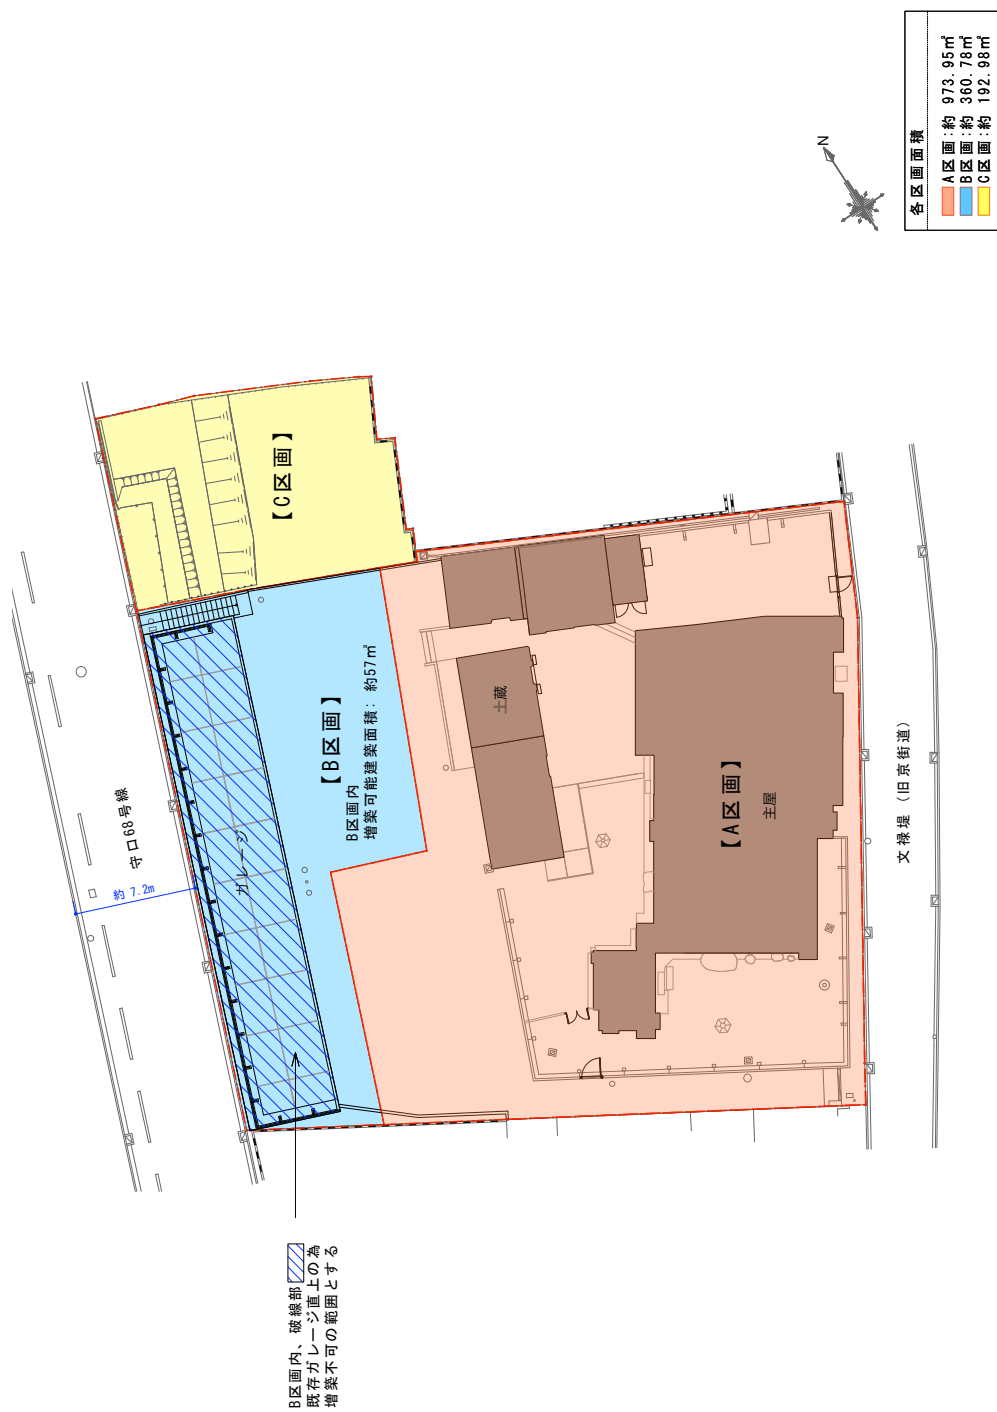 各区画面積
A区画:約 973.95㎡
B区画:約 360.78㎡
C区画:約 192.98㎡
N
【C区画】
守口68号線
約 7.2m
ガレージ
【B区画】
B区画内
増築可能建築面積: 約57㎡
土蔵
【A区画】
主屋
文禄堤（旧京街道）
B区画内、破線部
既存ガレージ直上の為
増築不可の範囲とする